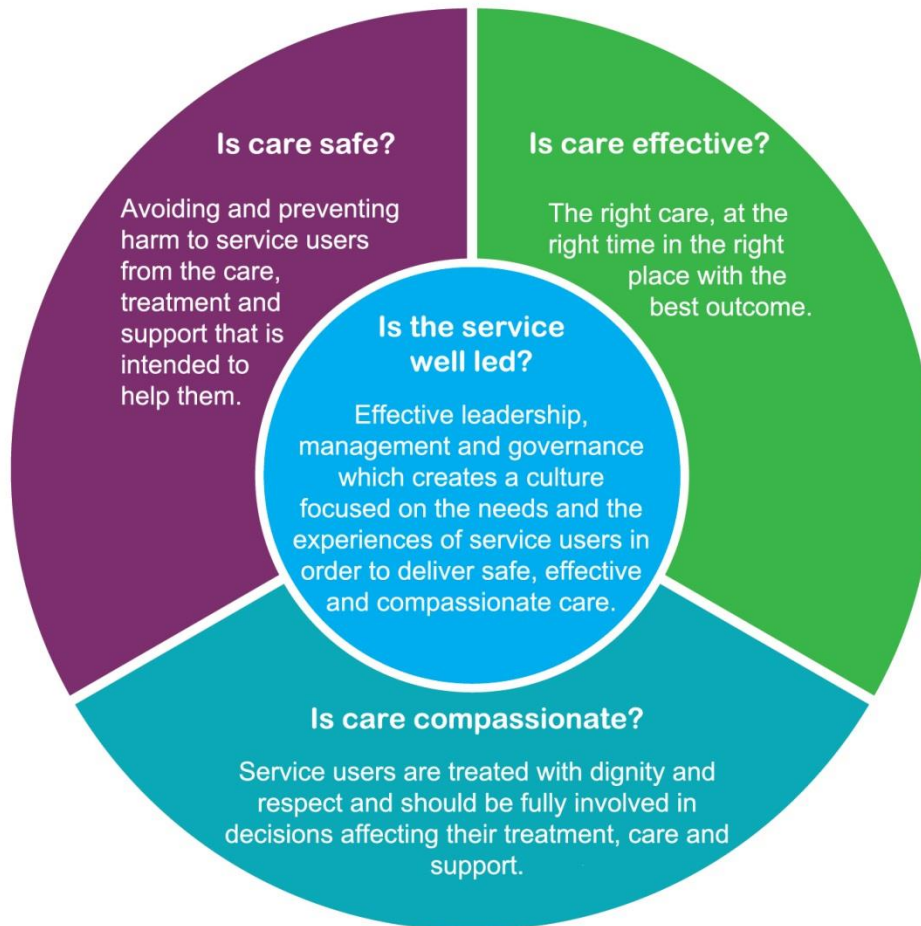 Is care safe?
Avoiding and preventing
harm to service users
from the care,
treatment and
support that is
intended to
help them.
Is care effective?
The right care, at the
right time in the right
place with the
best outcome.
Is the service
well led?
Effective leadership,
management and governance
which creates a culture
focused on the needs and the
experiences of service users in
order to deliver safe, effective
and compassionate care.
Is care compassionate?
Service users are treated with dignity and
respect and should be fully involved in
decisions affecting their treatment, care and
support.